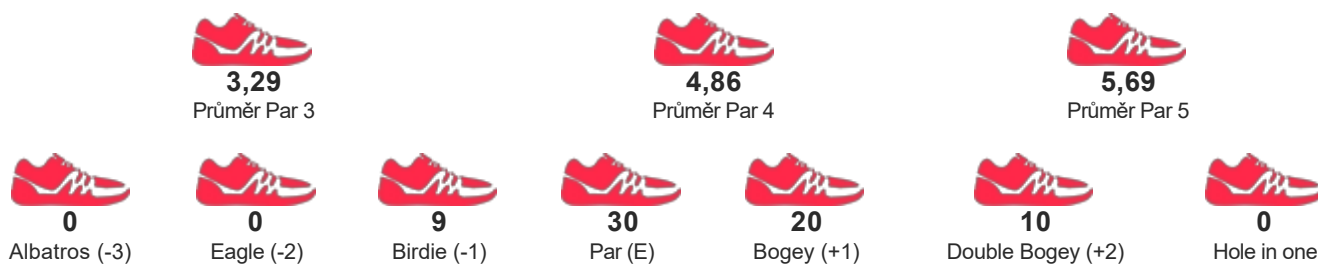 3,29 4,86 5,69
Průměr Par 3 Průměr Par 4 Průměr Par 5
0 0 9 30 20 10 0
Albatros (-3) Eagle (-2) Birdie (-1) Par (E) Bogey (+1) Double Bogey (+2) Hole in one